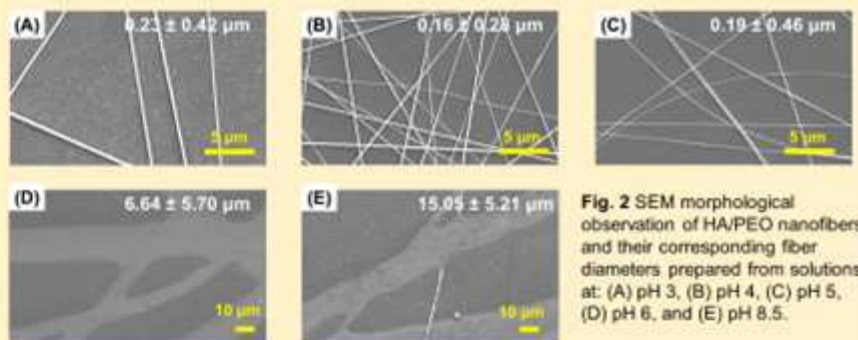 (A) 0.23 ± 0.42 µm
5 µm
(B) 0.16 ± 0.28 µm
5 µm
(C) 0.19 ± 0.46 µm
5 µm
(D) 6.64 ± 5.70 µm
10 µm
(E) 15.05 ± 5.21 µm
10 µm
Fig. 2 SEM morphological
observation of HA/PEO nanofibers
and their corresponding fiber
diameters prepared from solutions
at: (A) pH 3, (B) pH 4, (C) pH 5,
(D) pH 6, and (E) pH 8.5.